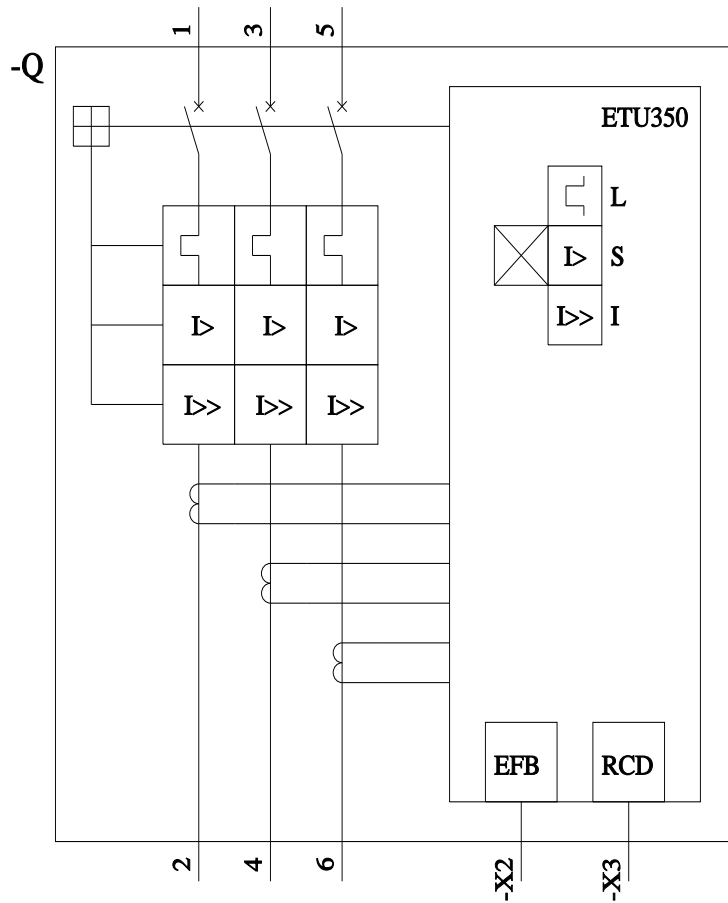 1 3 5
-Q
ETU350
L
I> S
I>> I
I> I> I>
I>> I>> I>>
EFB RCD
2 4 6 -X2 -X3